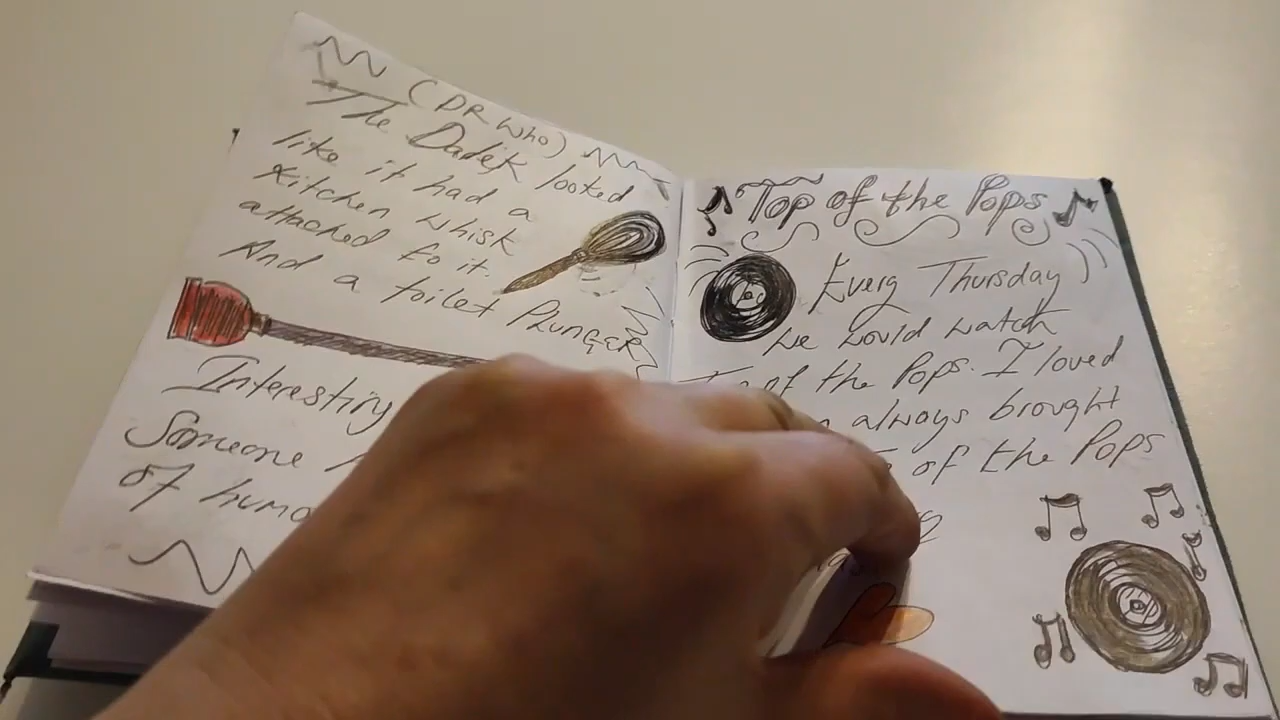 (DR Who)
The Dadek looked
like it had a
Kitchen whisk
attached to it.
And a toilet PLUNGER
Interesting
Someone
of humo
Top of the Pops
Every Thursday
we would watch
of the Pops. I loved
always brought
of the Pops